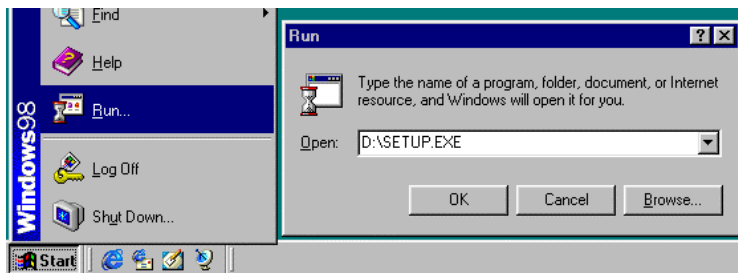 Find
Help
Run...
Log Off
Shut Down...
Windows98
Start
Run
Type the name of a program, folder, document, or Internet
resource, and Windows will open it for you.
Open: D:\SETUP.EXE
OK Cancel Browse...